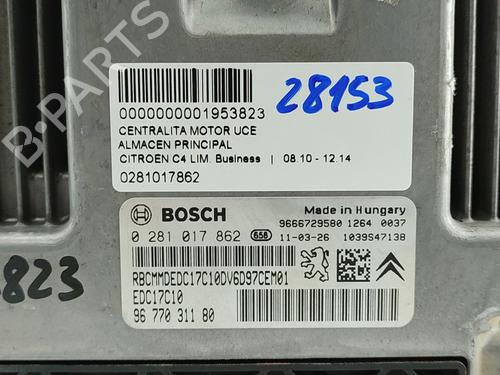 B-PARTS
28153
0000000001953823
CENTRALITA MOTOR UCE
ALMACEN PRINCIPAL
CITROEN C4 LIM. Business | 08.10 - 12.14
0281017862
BOSCH
Made in Hungary
9666729580 1264 0037
0 281 017 862 656 11-03-26 1039S47138
RBCMMDEDC17C10DV6D97CEM01
EDC17C10
96 770 311 80
823